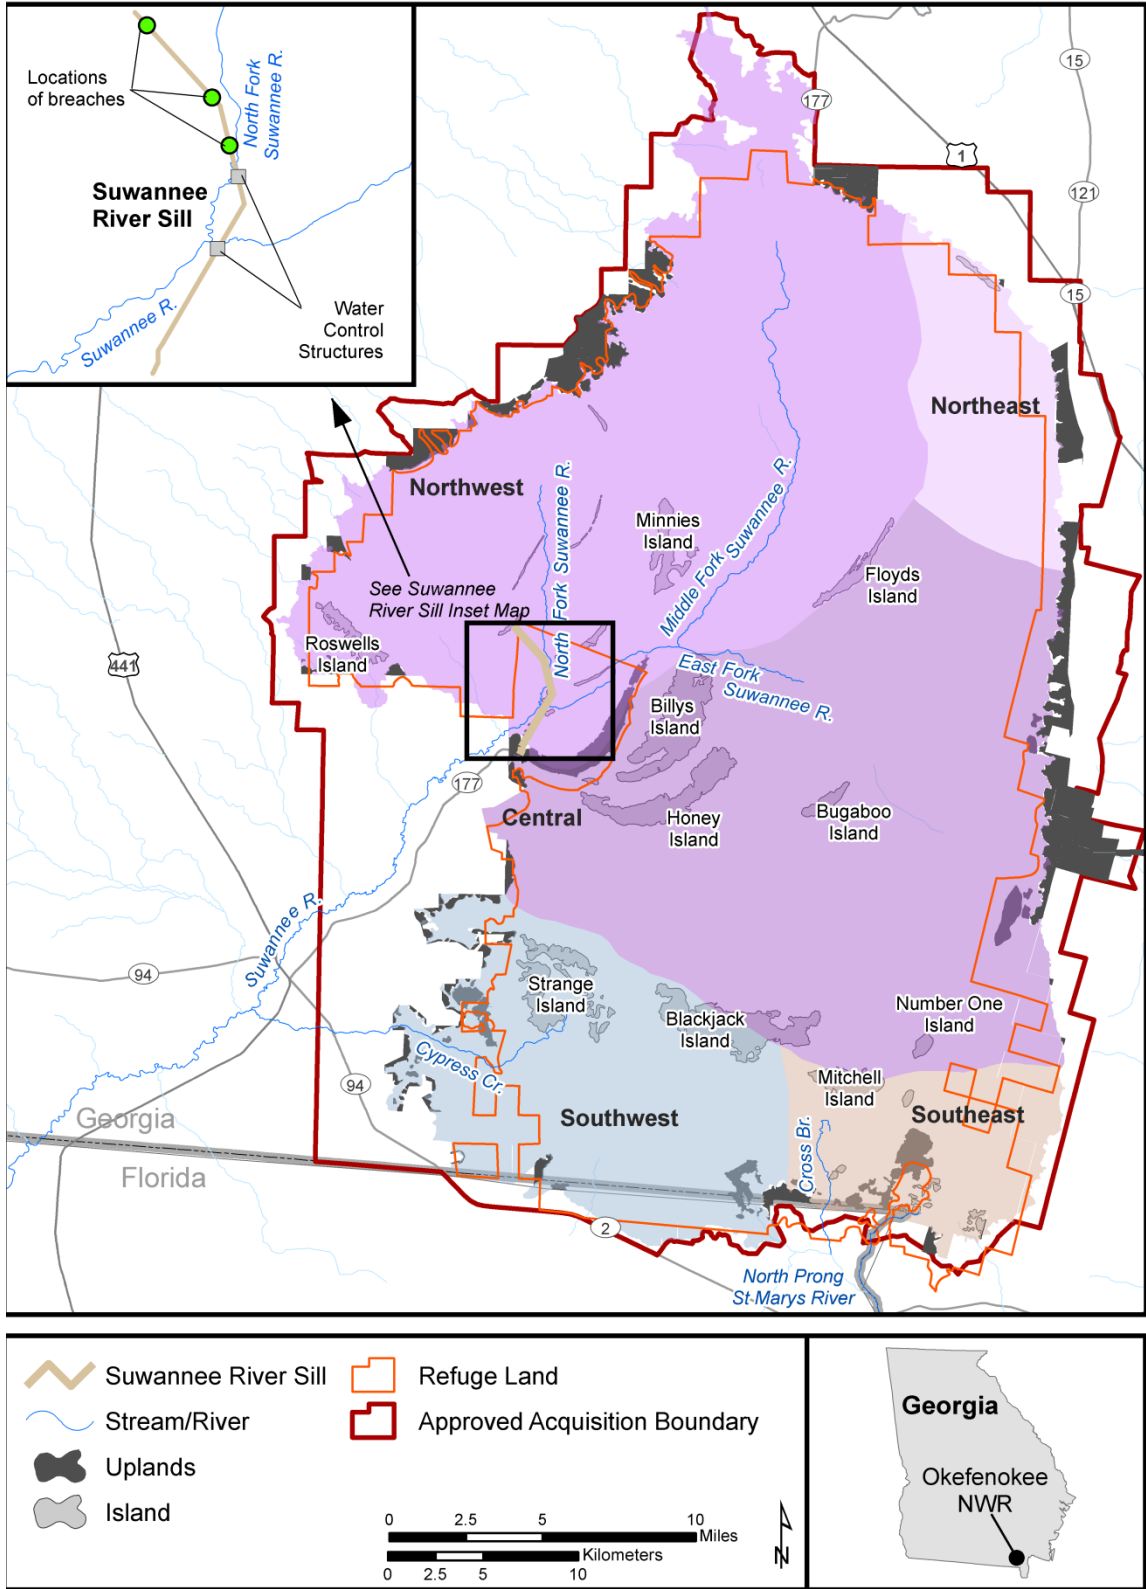 Locations
of breaches
North Fork
Suwannee R.
Suwannee
River Sill
Suwannee R.
Water
Control
Structures
177
15
1
121
15
Northeast
Northwest
North Fork Suwannee R.
Minnies
Island
Middle Fork Suwannee R.
Floyds
Island
See Suwannee
River Sill Inset Map
Roswells
Island
441
East Fork
Suwannee R.
Billys
Island
177
Central
Honey
Island
Bugaboo
Island
Suwannee R.
94
Strange
Island
Blackjack
Island
Number One
Island
Cypress Cr.
94
Mitchell
Island
Southwest
Southeast
Cross Br.
Georgia
Florida
2
North Prong
St Marys River
Suwannee River Sill
Stream/River
Uplands
Island
Refuge Land
Approved Acquisition Boundary
0 2.5 5 10
Miles
Kilometers
0 2.5 5 10
N
Georgia
Okefenokee
NWR